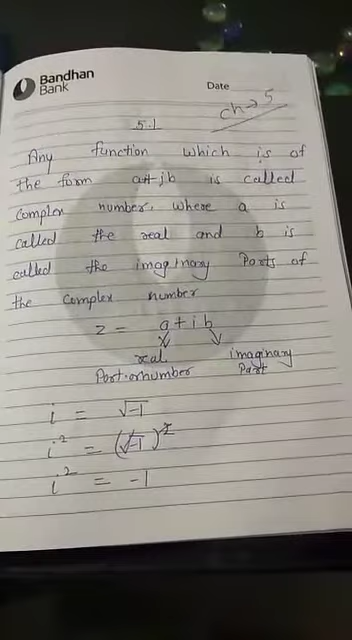 Bandhan
Bank
Date
ch → 5
5.1
Any function which is of
the form a+ib is called
complex number. where a is
called the real and b is
called the imaginary Parts of
the complex number
z = a + i b
real imaginary
Part or number Part
i = √-1
i² = (√-1)²
i² = -1